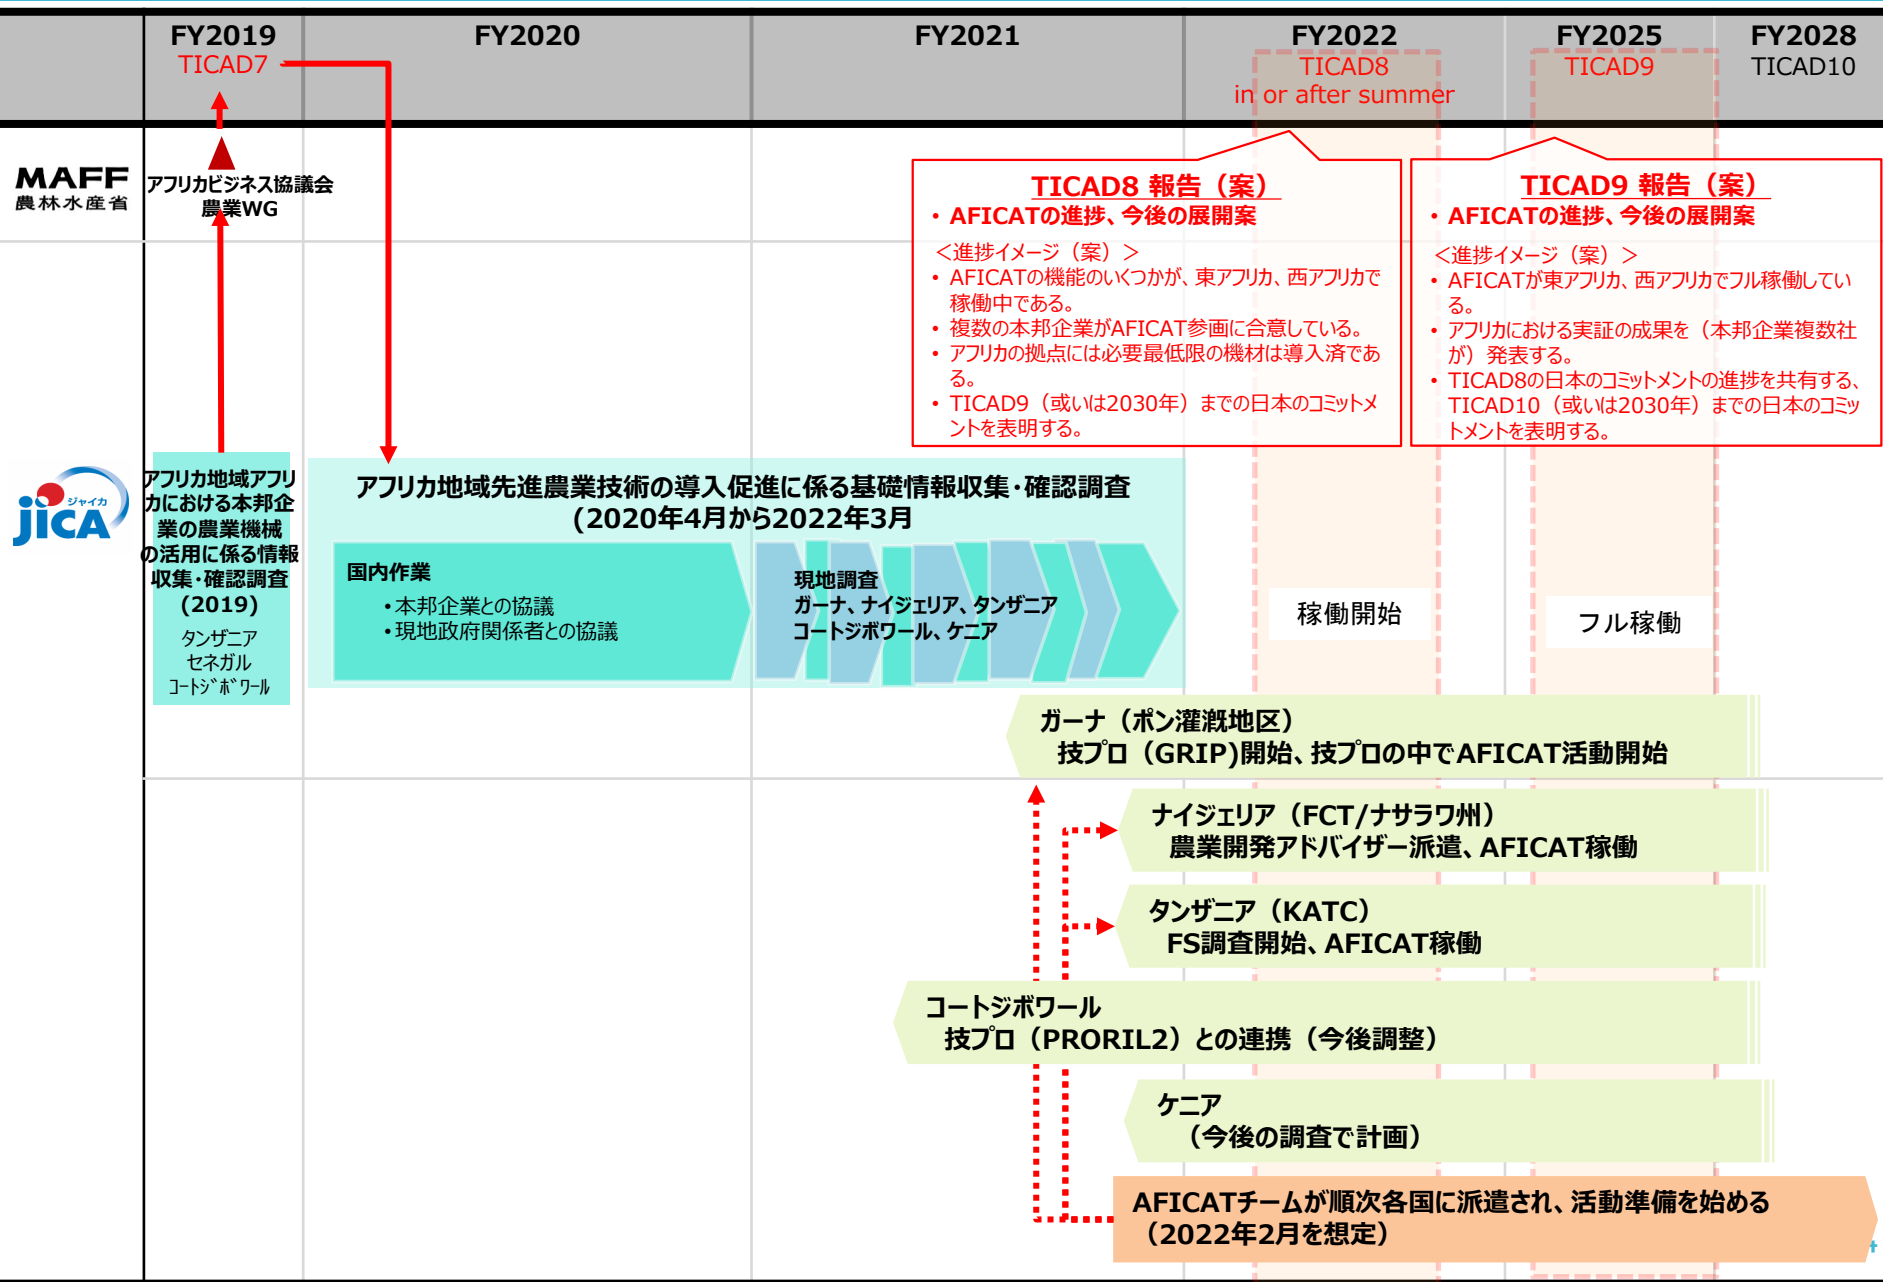 FY2019
TICAD7
FY2020
FY2021
FY2022
TICAD8
in or after summer
FY2025
TICAD9
FY2028
TICAD10
MAFF
農林水産省
アフリカビジネス協議会
農業WG
TICAD8 報告（案）
• AFICATの進捗、今後の展開案
＜進捗イメージ（案）＞
• AFICATの機能のいくつかが、東アフリカ、西アフリカで
稼働中である。
• 複数の本邦企業がAFICAT参画に合意している。
• アフリカの拠点には必要最低限の機材は導入済であ
る。
• TICAD9（或いは2030年）までの日本のコミットメ
ントを表明する。
TICAD9 報告（案）
• AFICATの進捗、今後の展開案
＜進捗イメージ（案）＞
• AFICATが東アフリカ、西アフリカでフル稼働してい
る。
• アフリカにおける実証の成果を（本邦企業複数社
が）発表する。
• TICAD8の日本のコミットメントの進捗を共有する、
TICAD10（或いは2030年）までの日本のコミッ
トメントを表明する。
ジャイカ
jICA
アフリカ地域アフリ
カにおける本邦企
業の農業機械
の活用に係る情報
収集・確認調査
(2019)
タンザニア
セネガル
ｺｰﾄｼﾞﾎﾞﾜｰﾙ
アフリカ地域先進農業技術の導入促進に係る基礎情報収集・確認調査
(2020年4月から2022年3月
国内作業
•本邦企業との協議
•現地政府関係者との協議
現地調査
ガーナ、ナイジェリア、タンザニア
コートジボワール、ケニア
稼働開始
フル稼働
ガーナ（ポン灌漑地区）
技プロ（GRIP)開始、技プロの中でAFICAT活動開始
ナイジェリア（FCT/ナサラワ州）
農業開発アドバイザー派遣、AFICAT稼働
タンザニア（KATC）
FS調査開始、AFICAT稼働
コートジボワール
技プロ（PRORIL2）との連携（今後調整）
ケニア
（今後の調査で計画）
AFICATチームが順次各国に派遣され、活動準備を始める
（2022年2月を想定）